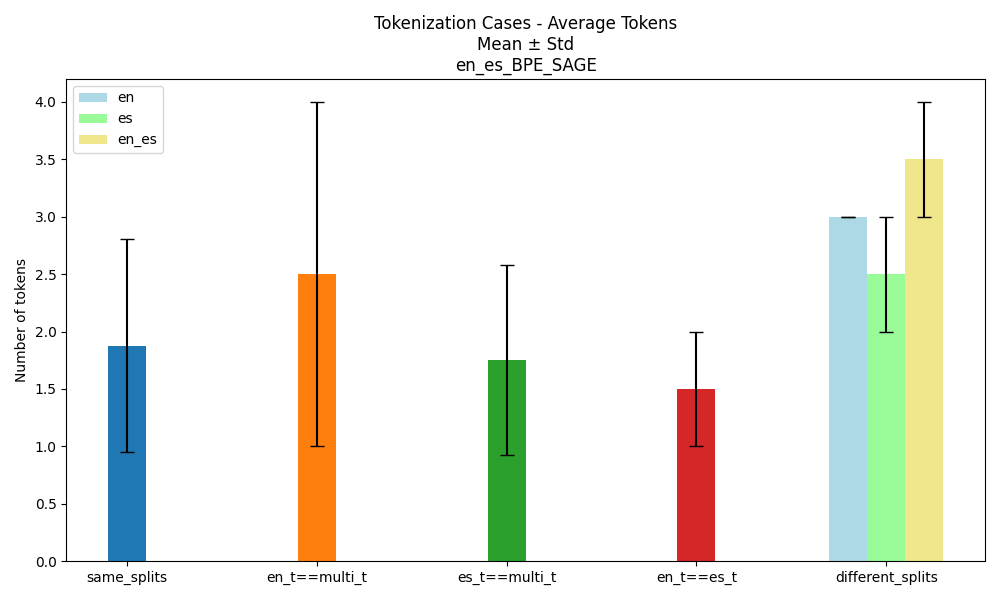 Tokenization Cases - Average Tokens
Mean ± Std
en_es_BPE_SAGE
en
es
en_es
Number of tokens
4.0
3.5
3.0
2.5
2.0
1.5
1.0
0.5
0.0
same_splits
en_t==multi_t
es_t==multi_t
en_t==es_t
different_splits